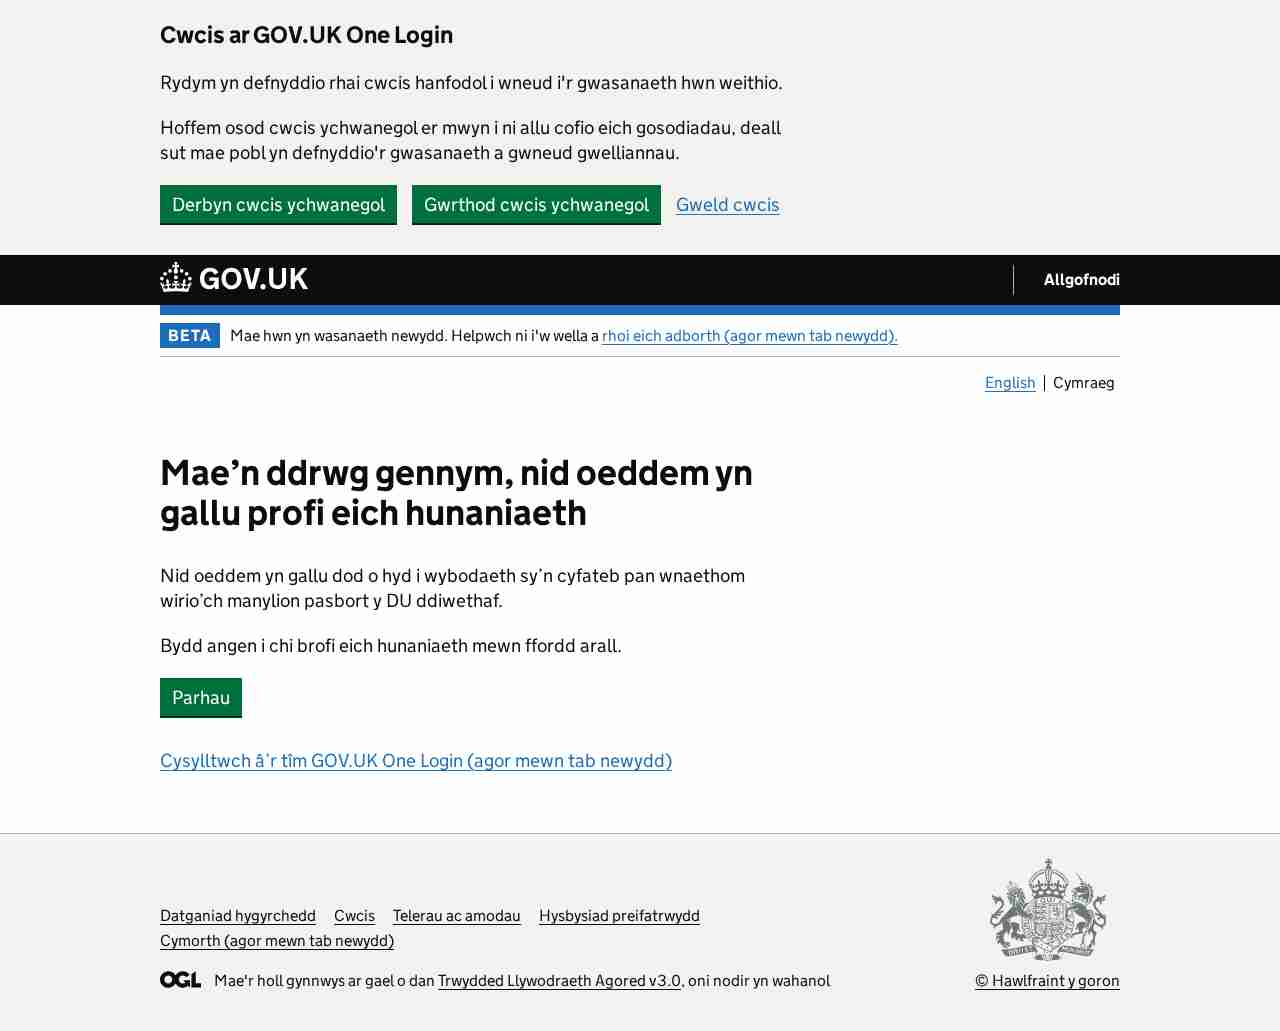 Cwcis ar GOV.UK One Login
Rydym yn defnyddio rhai cwcis hanfodol i wneud i'r gwasanaeth hwn weithio.
Hoffem osod cwcis ychwanegol er mwyn i ni allu cofio eich gosodiadau, deall
sut mae pobl yn defnyddio'r gwasanaeth a gwneud gwelliannau.
Derbyn cwcis ychwanegol Gwrthod cwcis ychwanegol Gweld cwcis
GOV.UK Allgofnodi
BETA Mae hwn yn wasanaeth newydd. Helpwch ni i'w wella a rhoi eich adborth (agor mewn tab newydd).
English Cymraeg
Mae’n ddrwg gennym, nid oeddem yn
gallu profi eich hunaniaeth
Nid oeddem yn gallu dod o hyd i wybodaeth sy’n cyfateb pan wnaethom
wirio’ch manylion pasbort y DU ddiwethaf.
Bydd angen i chi brofi eich hunaniaeth mewn ffordd arall.
Parhau
Cysylltwch â’r tîm GOV.UK One Login (agor mewn tab newydd)
Datganiad hygyrchedd Cwcis Telerau ac amodau Hysbysiad preifatrwydd
Cymorth (agor mewn tab newydd)
OGL Mae'r holl gynnwys ar gael o dan Trwydded Llywodraeth Agored v3.0, oni nodir yn wahanol
© Hawlfraint y goron